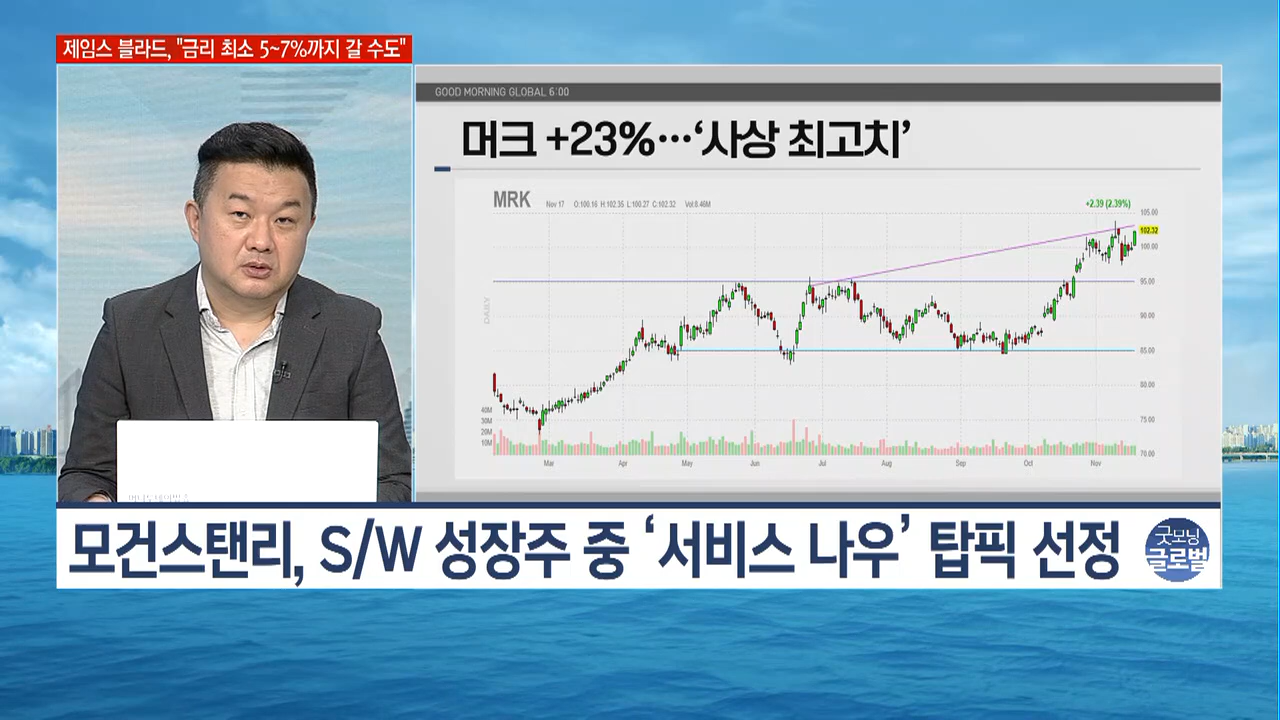 제임스 블라드, "금리 최소 5~7%까지 갈 수도"
GOOD MORNING GLOBAL 6:00
머크 +23%…‘사상 최고치’
MRK
Nov 17 O:100.16 H:102.35 L:100.27 C:102.32 Vol:8.46M
+2.39 (2.39%)
105.00
102.32
100.00
95.00
90.00
85.00
80.00
75.00
70.00
DAILY
40M
30M
20M
10M
Mar Apr May Jun Jul Aug Sep Oct Nov
모건스탠리, S/W 성장주 중 ‘서비스 나우’ 탑픽 선정
굿모닝
글로벌